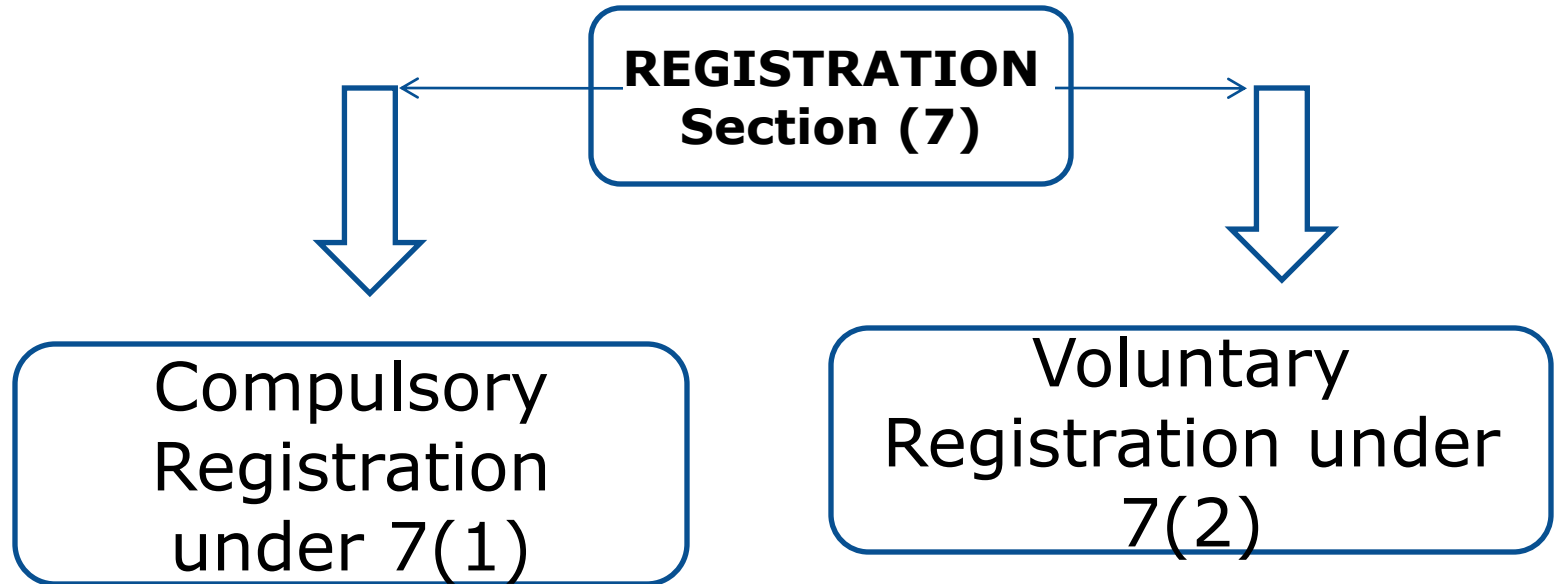 REGISTRATION
Section (7)
Compulsory
Registration
under 7(1)
Voluntary
Registration under
7(2)